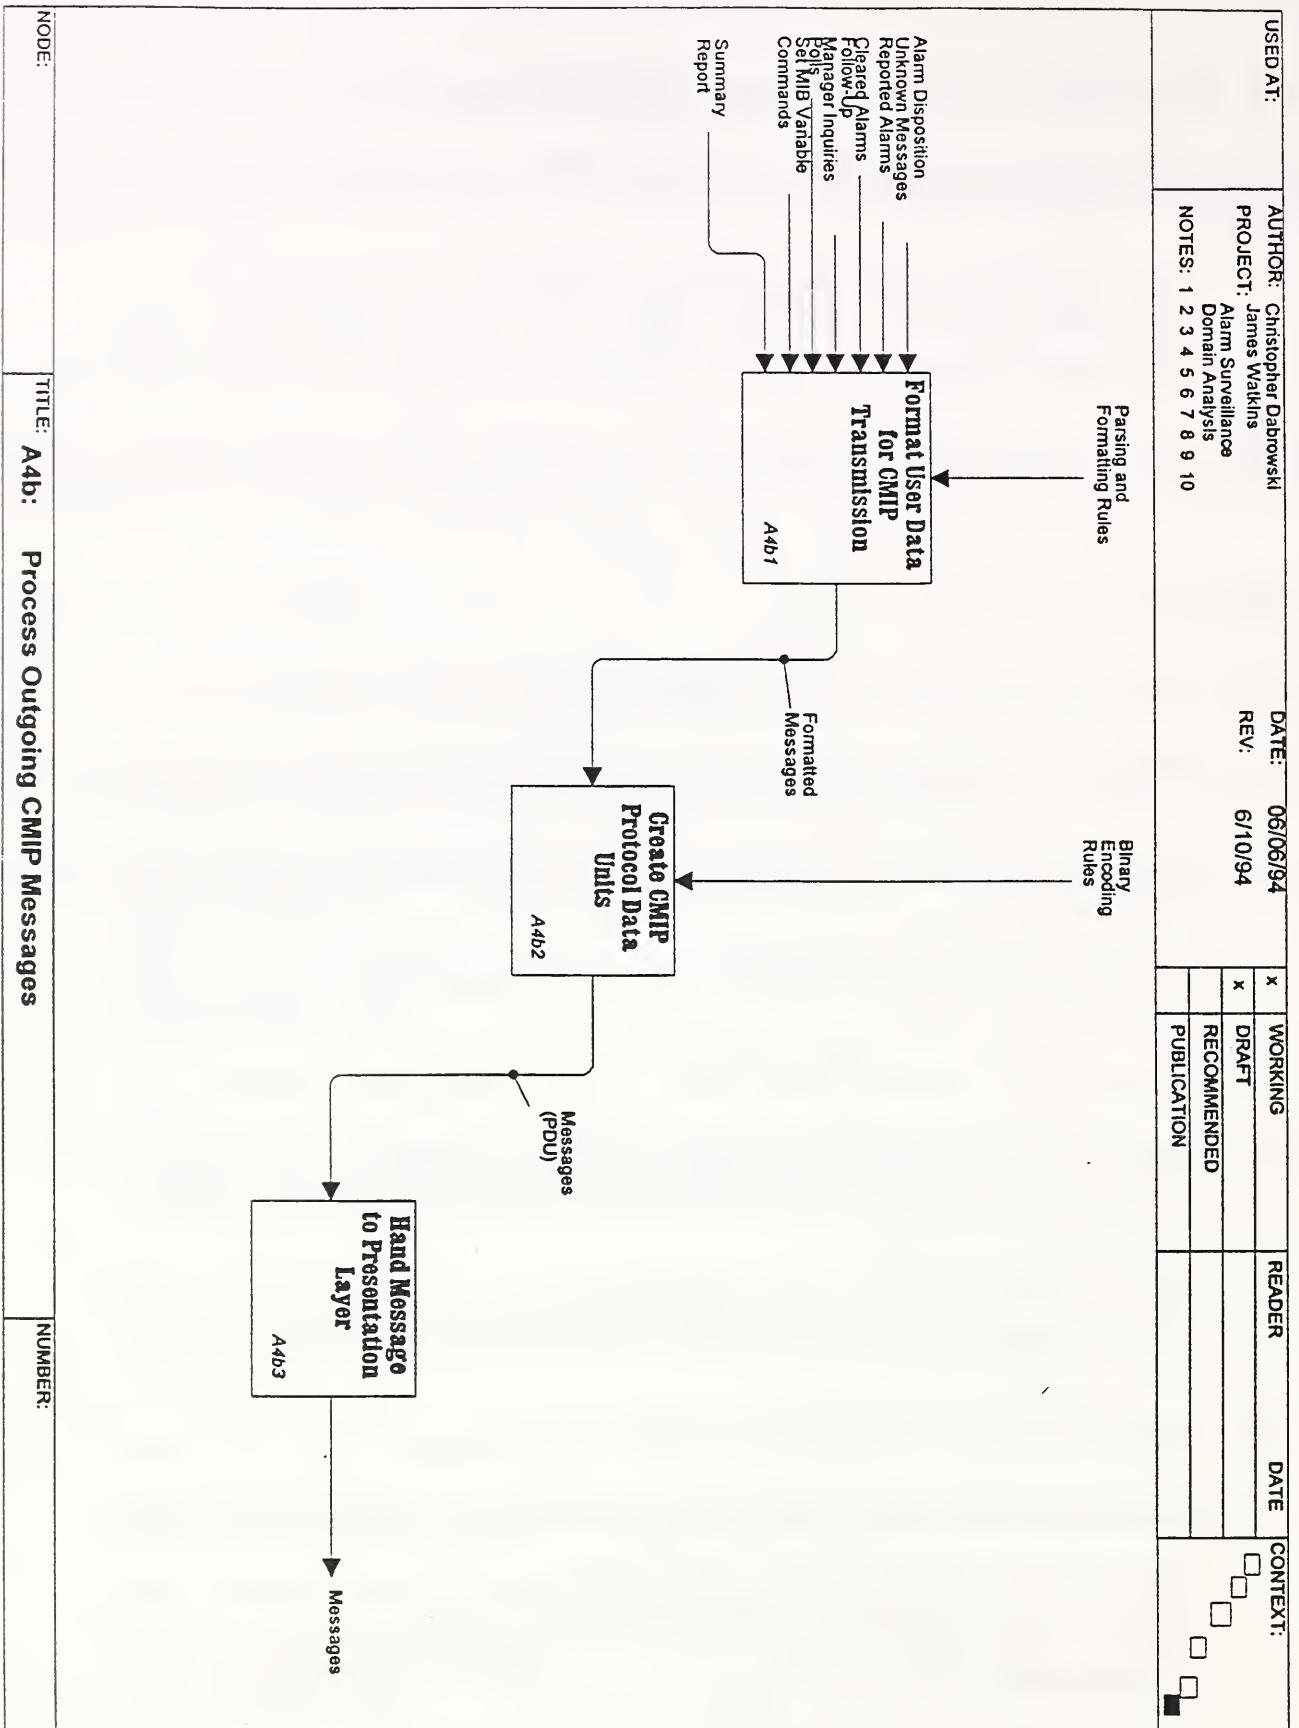 USED AT:
AUTHOR: Christopher Dabrowski
James Watkins
PROJECT: Alarm Surveillance
Domain Analysis
NOTES: 1 2 3 4 5 6 7 8 9 10
DATE: 06/06/94
REV: 6/10/94
x WORKING
x DRAFT
RECOMMENDED
PUBLICATION
READER DATE
CONTEXT:
Parsing and
Formatting Rules
Binary
Encoding
Rules
Alarm Disposition
Unknown Messages
Reported Alarms
Cleared Alarms
Follow-Up
Manager Inquiries
Polls
Set MIB Variable
Commands
Summary
Report
Format User Data
for CMIP
Transmission
A4b1
Formatted
Messages
Create CMIP
Protocol Data
Units
A4b2
Messages
(PDU)
Hand Message
to Presentation
Layer
A4b3
Messages
NODE:
TITLE: A4b: Process Outgoing CMIP Messages
NUMBER: